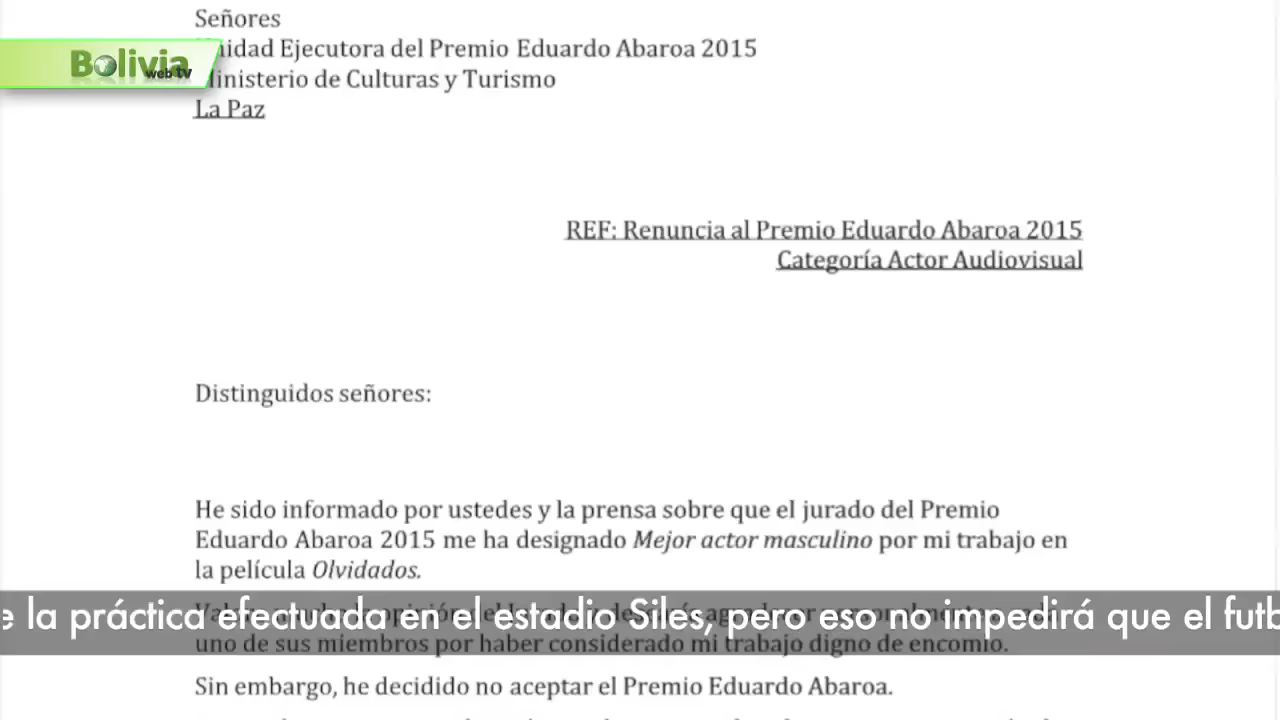 Señores
Unidad Ejecutora del Premio Eduardo Abaroa 2015
Bolivia
web tv
Ministerio de Culturas y Turismo
La Paz
REF: Renuncia al Premio Eduardo Abaroa 2015
Categoría Actor Audiovisual
Distinguidos señores:
He sido informado por ustedes y la prensa sobre que el jurado del Premio
Eduardo Abaroa 2015 me ha designado Mejor actor masculino por mi trabajo en
la película Olvidados.
e la práctica efectuada en el estadio Siles, pero eso no impedirá que el futb
uno de sus miembros por haber considerado mi trabajo digno de encomio.
Sin embargo, he decidido no aceptar el Premio Eduardo Abaroa.